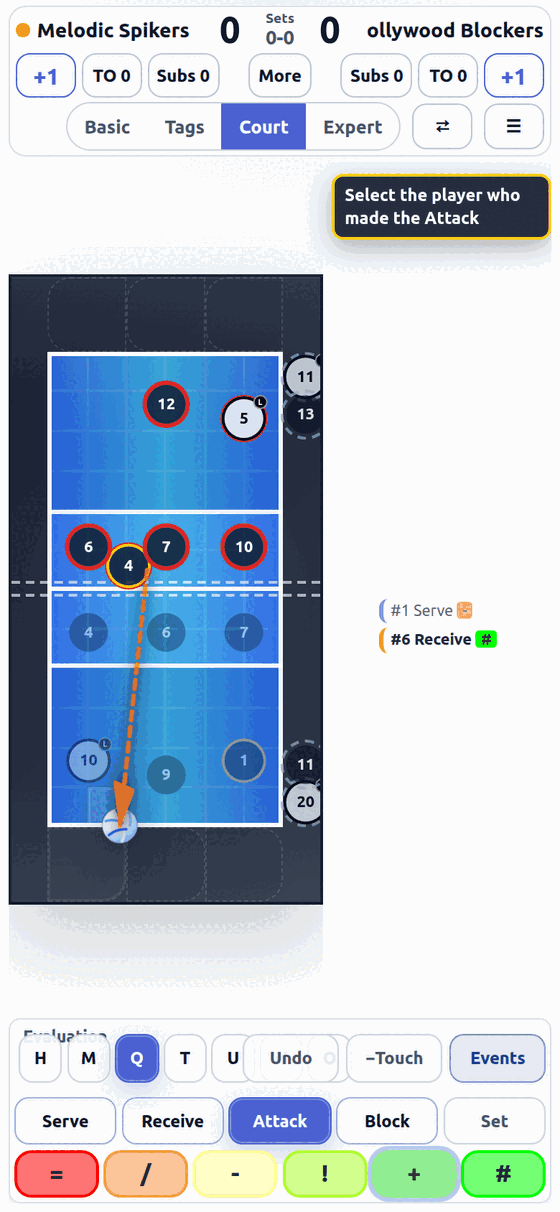 Melodic Spikers 0 Sets 0-0 0 ollywood Blockers
+1 TO 0 Subs 0 More Subs 0 TO 0 +1
Basic Tags Court Expert ⇄ ☰
Select the player who
made the Attack
11
12
5 L
13
6 7 10
4
4 6 7
#1 Serve
#6 Receive #
10 L 9 1 11
20
Evaluation
H M Q T U Undo O −Touch Events
Serve Receive Attack Block Set
= / - ! + #